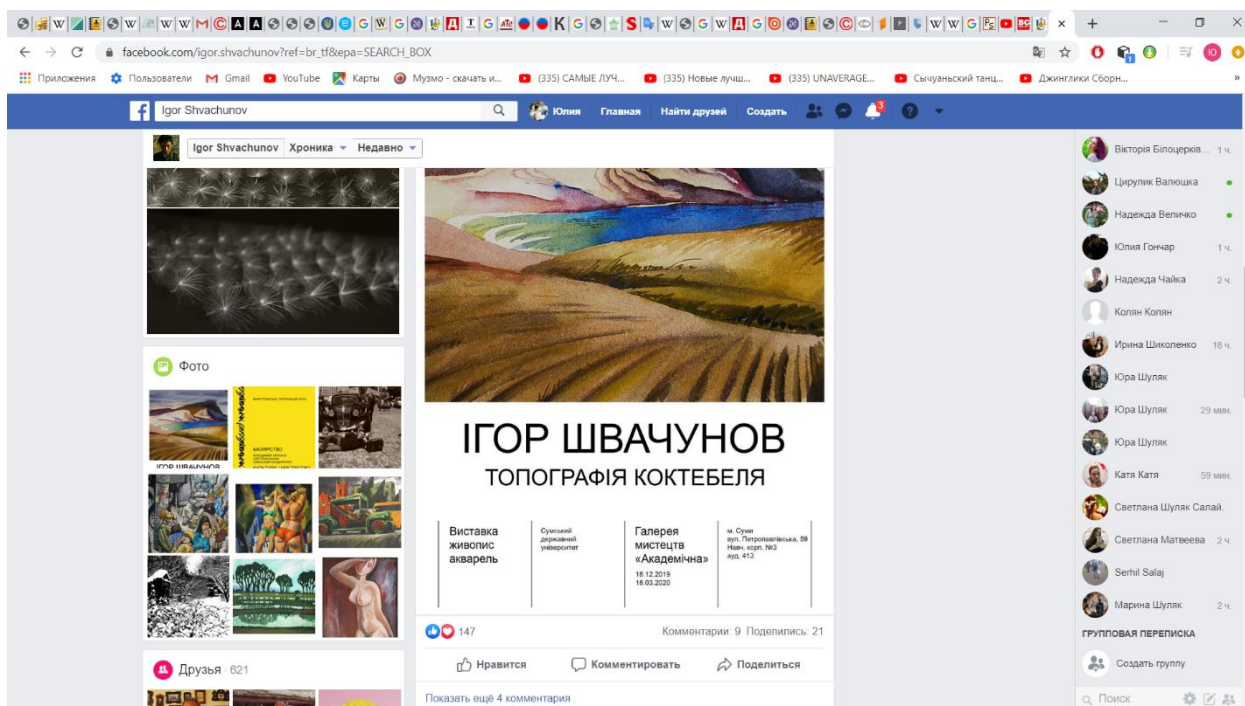 facebook.com/igor.shvachunov?ref=br_tf&epa=SEARCH_BOX
Приложения Пользователи Gmail YouTube Карты Музмо - скачать и... (335) САМЫЕ ЛУЧ... (335) Новые лучш... (335) UNAVERAGE... Сычуаньский танц... Джинглики Сборн... »
Igor Shvachunov Юлия Главная Найти друзей Создать 3
Igor Shvachunov Хроника Недавно
Вікторія Білоцерків... 1 ч.
Цирулик Валюшка
Надежда Величко
Юлия Гончар 1 ч.
Надежда Чайка 2 ч.
Колян Колян
Ирина Шиколенко 18 ч.
Юра Шуляк
Юра Шуляк 29 мин.
Юра Шуляк
Катя Катя 59 мин.
Светлана Шуляк Салай.
Светлана Матвеева 2 ч.
Serhil Salaj
Марина Шуляк 2 ч.
ГРУППОВАЯ ПЕРЕПИСКА
Создать группу
Поиск
Фото
Друзья · 621
ІГОР ШВАЧУНОВ
ТОПОГРАФІЯ КОКТЕБЕЛЯ
Виставка
живопис
акварель
Сумський
державний
університет
Галерея
мистецтв
«Академічна»
18.12.2019
18.03.2020
м. Суми
вул. Петропавлівська, 59
Навч. корп. №3
ауд. 413
147 Комментарии: 9 Поделились: 21
Нравится Комментировать Поделиться
Показать ещё 4 комментария